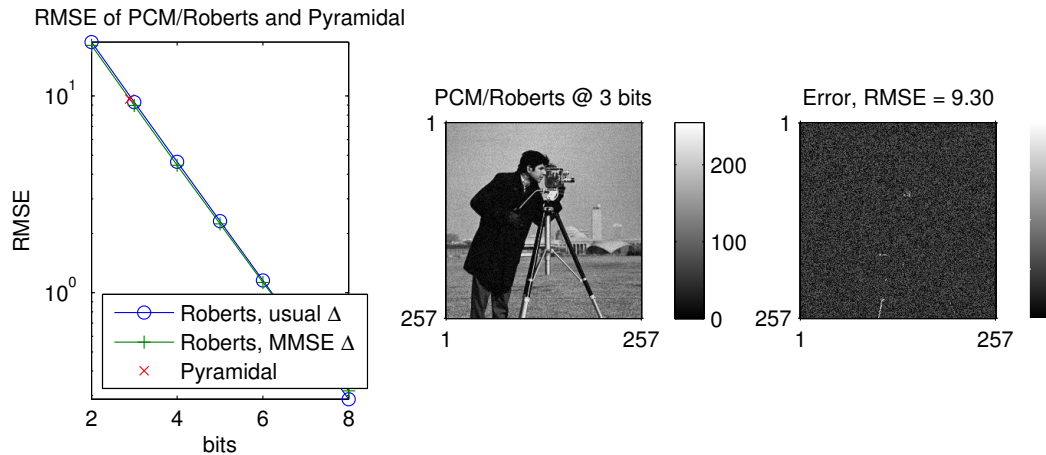 RMSE of PCM/Roberts and Pyramidal
10^1
10^0
RMSE
2 4 6 8
bits
Roberts, usual Δ
Roberts, MMSE Δ
Pyramidal
PCM/Roberts @ 3 bits
1
257
1 257
200
100
0
Error, RMSE = 9.30
1
257
1 257